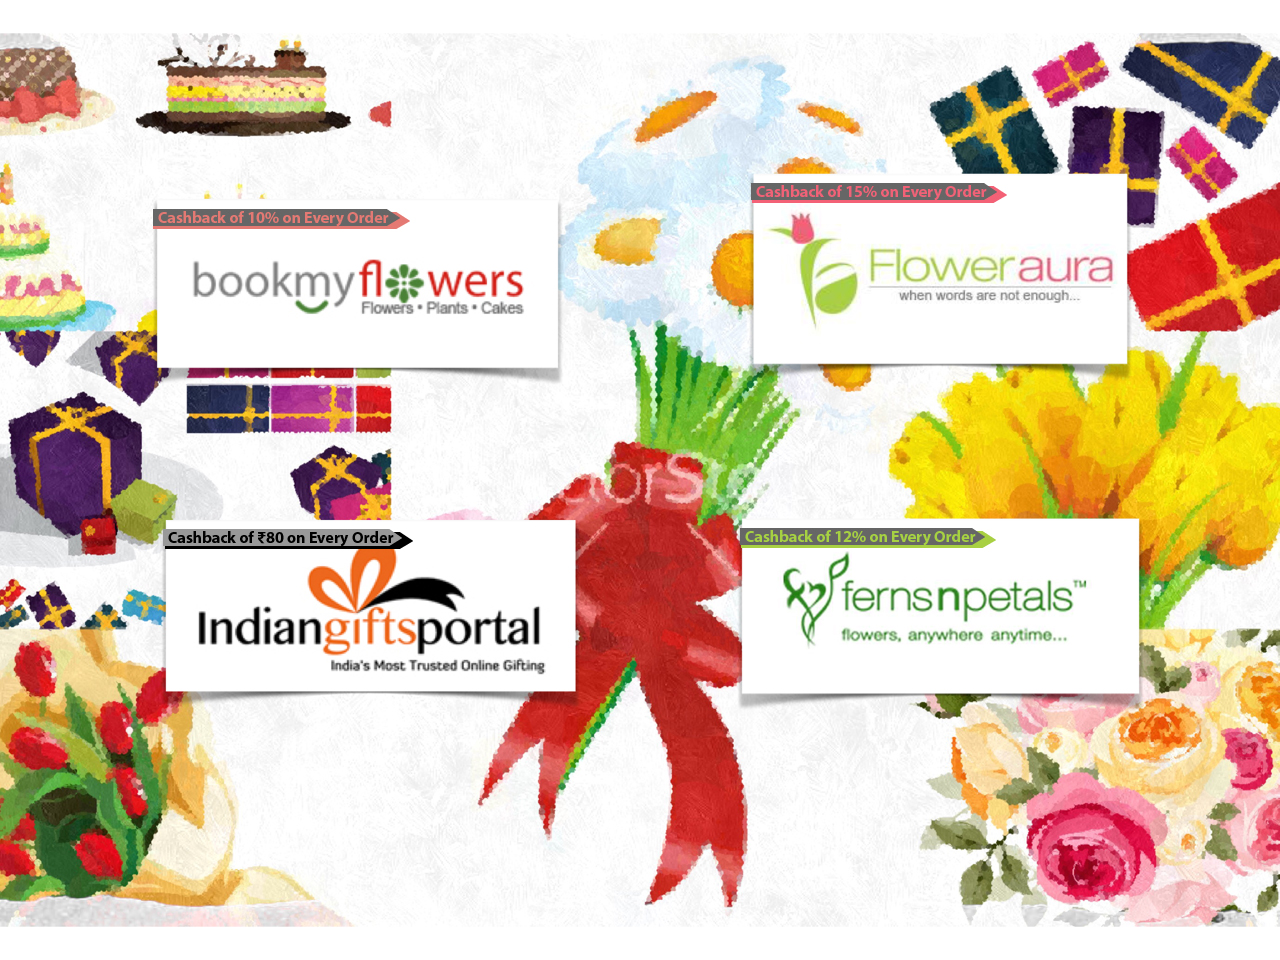 Cashback of 10% on Every Order
bookmyflowers
Flowers • Plants • Cakes
Cashback of 15% on Every Order
Floweraura
when words are not enough...
Cashback of ₹80 on Every Order
Indiangiftsportal
India's Most Trusted Online Gifting
Cashback of 12% on Every Order
fernsnpetals™
flowers, anywhere anytime...